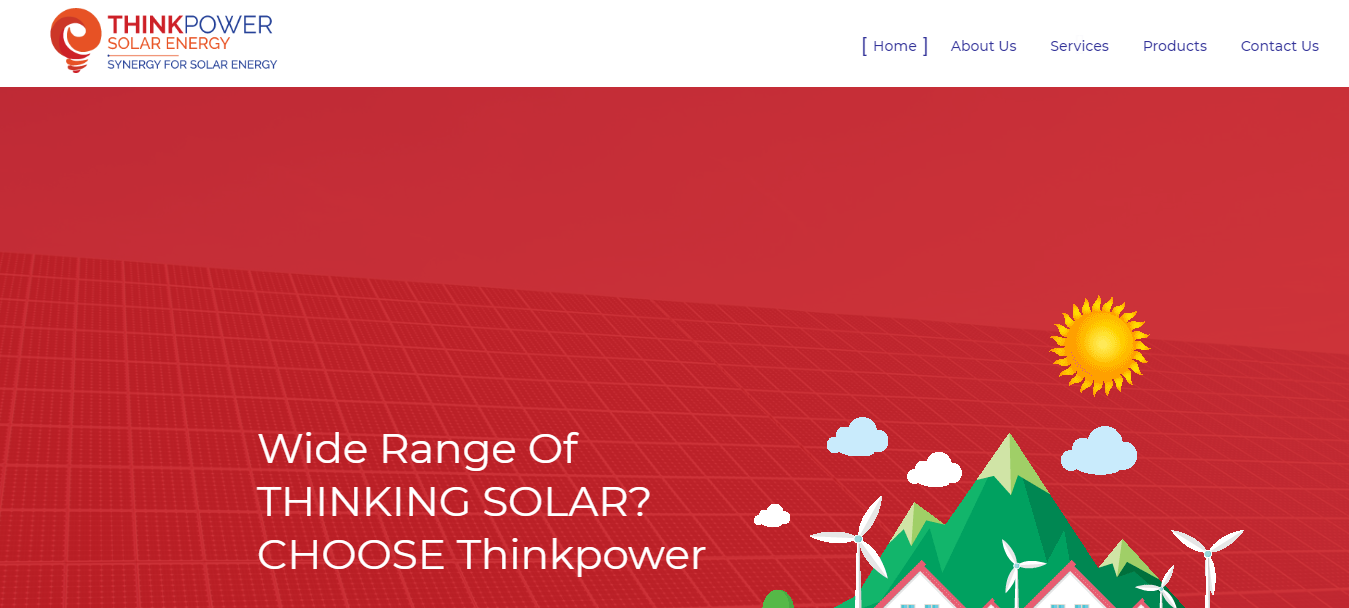 THINKPOWER
SOLAR ENERGY
SYNERGY FOR SOLAR ENERGY
[ Home ] About Us Services Products Contact Us
Wide Range Of
THINKING SOLAR?
CHOOSE Thinkpower